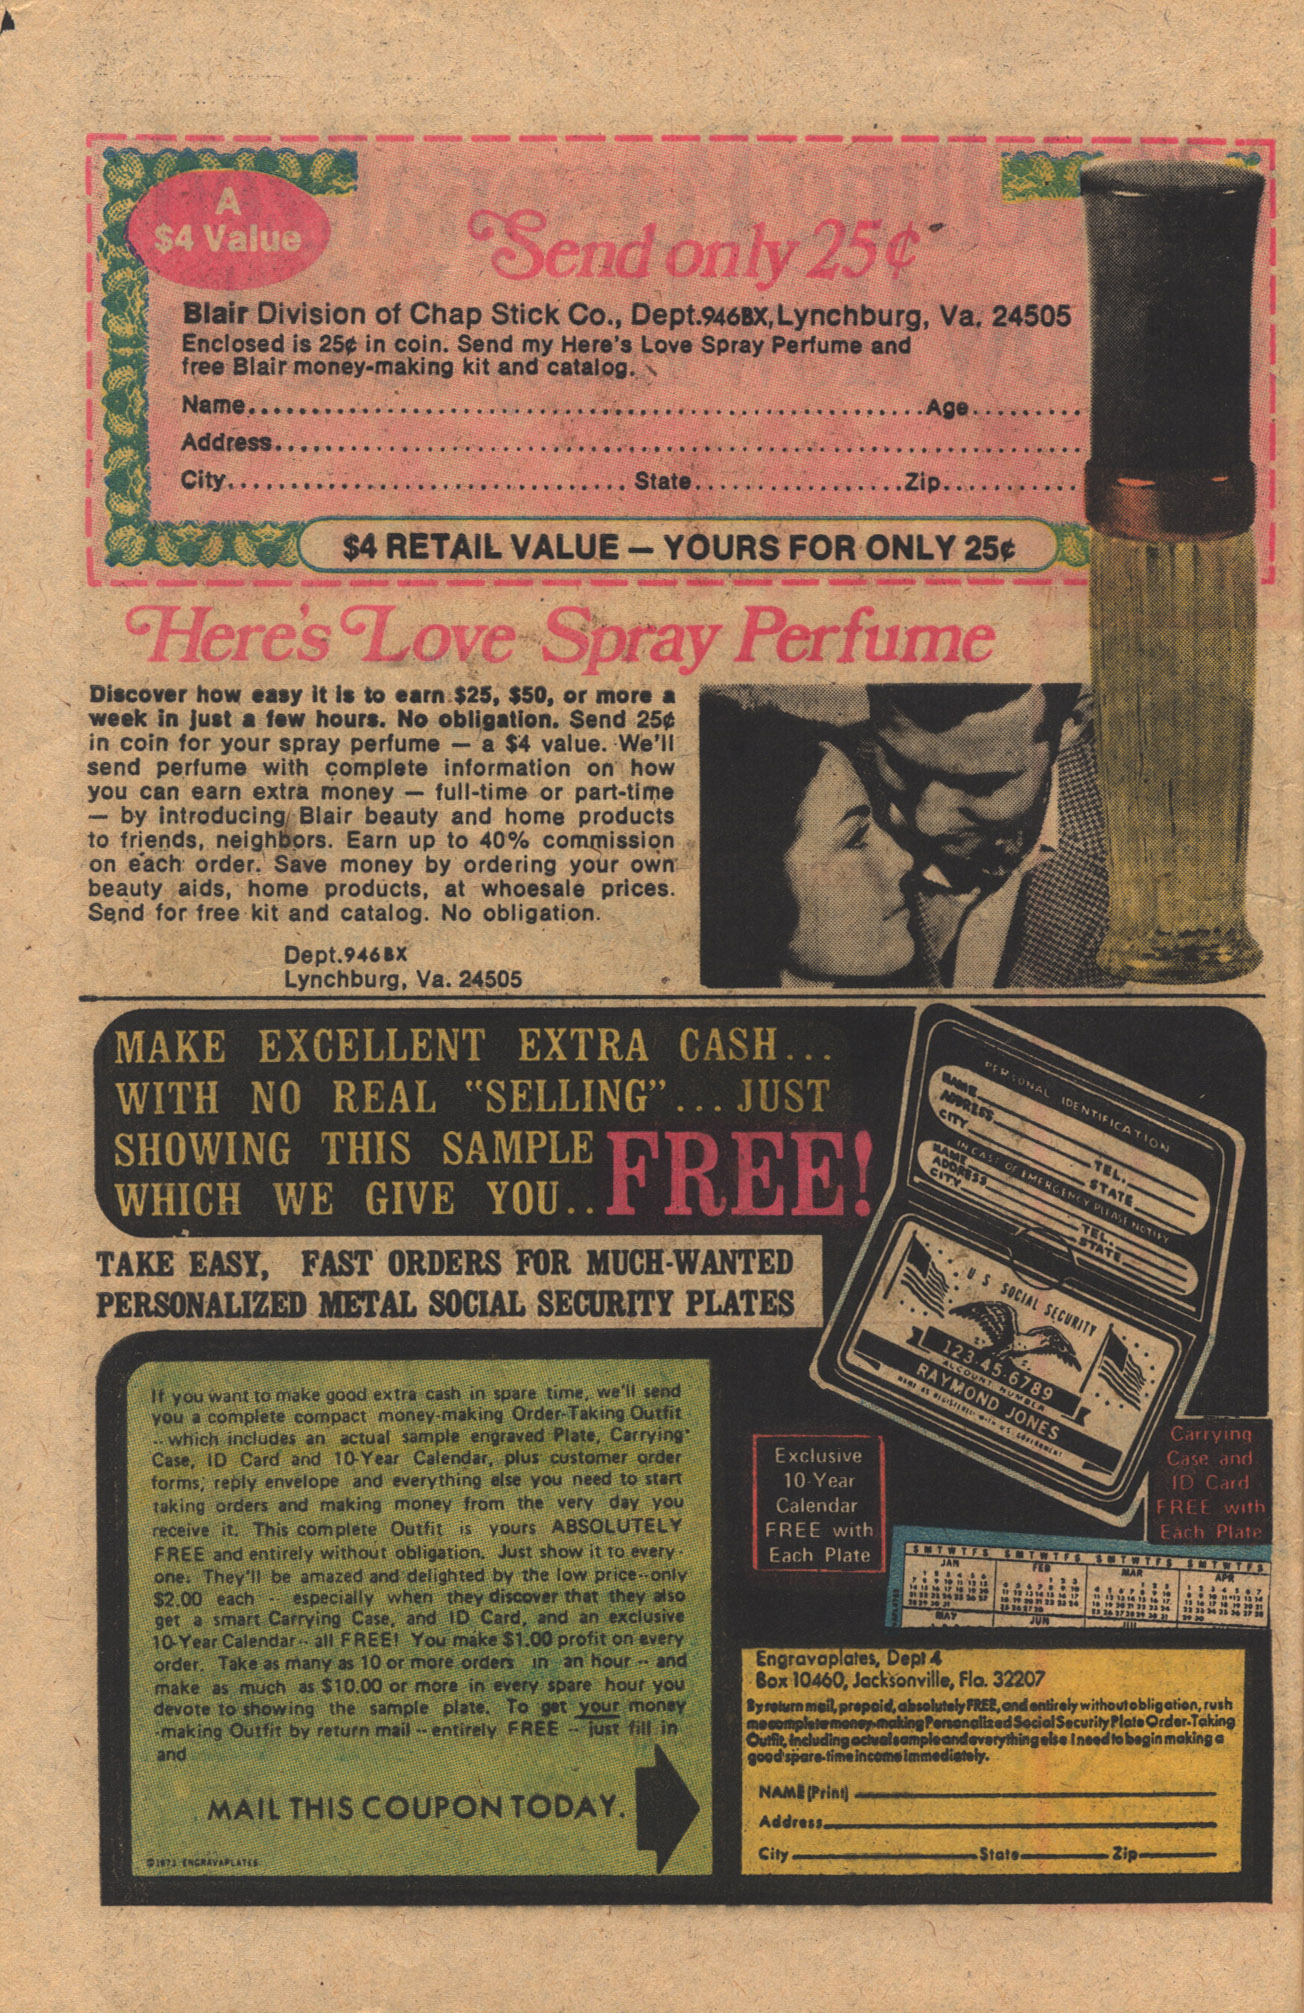 A
$4 Value
Send only 25¢
Blair Division of Chap Stick Co., Dept.946BX, Lynchburg, Va. 24505
Enclosed is 25¢ in coin. Send my Here's Love Spray Perfume and
free Blair money-making kit and catalog.
Name..........Age..........
Address..........
City..........State..........Zip..........
$4 RETAIL VALUE — YOURS FOR ONLY 25¢
Here's Love Spray Perfume
Discover how easy it is to earn $25, $50, or more a
week in just a few hours. No obligation. Send 25¢
in coin for your spray perfume — a $4 value. We'll
send perfume with complete information on how
you can earn extra money — full-time or part-time
— by introducing Blair beauty and home products
to friends, neighbors. Earn up to 40% commission
on each order. Save money by ordering your own
beauty aids, home products, at whoesale prices.
Send for free kit and catalog. No obligation.
Dept.946BX
Lynchburg, Va. 24505
MAKE EXCELLENT EXTRA CASH...
WITH NO REAL "SELLING"... JUST
SHOWING THIS SAMPLE
WHICH WE GIVE YOU.. FREE!
TAKE EASY, FAST ORDERS FOR MUCH-WANTED
PERSONALIZED METAL SOCIAL SECURITY PLATES
PERSONAL IDENTIFICATION
NAME
ADDRESS
CITY
TEL.
STATE
IN CASE OF EMERGENCY PLEASE NOTIFY
NAME
ADDRESS
CITY
TEL.
STATE
U S SOCIAL SECURITY
123-45-6789
ACCOUNT NUMBER
RAYMOND JONES
If you want to make good extra cash in spare time, we'll send
you a complete compact money-making Order-Taking Outfit
-- which includes an actual sample engraved Plate, Carrying
Case, ID Card and 10-Year Calendar, plus customer order
forms, reply envelope and everything else you need to start
taking orders and making money from the very day you
receive it. This complete Outfit is yours ABSOLUTELY
FREE and entirely without obligation. Just show it to every-
one. They'll be amazed and delighted by the low price--only
$2.00 each -- especially when they discover that they also
get a smart Carrying Case, and ID Card, and an exclusive
10-Year Calendar -- all FREE! You make $1.00 profit on every
order. Take as many as 10 or more orders in an hour -- and
make as much as $10.00 or more in every spare hour you
devote to showing the sample plate. To get your money
-making Outfit by return mail -- entirely FREE -- just fill in
and
MAIL THIS COUPON TODAY.
©1973 ENGRAVAPLATES
Exclusive
10-Year
Calendar
FREE with
Each Plate
Carrying
Case and
ID Card
FREE with
Each Plate
S M T W T F S S M T W T F S S M T W T F S S M T W T F S
JAN FEB MAR APR
MAY JUN
Engravaplates, Dept 4
Box 10460, Jacksonville, Fla. 32207
By return mail, prepaid, absolutely FREE, and entirely without obligation, rush
me complete money-making Personalized Social Security Plate Order-Taking
Outfit, including actual sample and everything else I need to begin making a
good spare-time income immediately.
NAME (Print)
Address
City State Zip